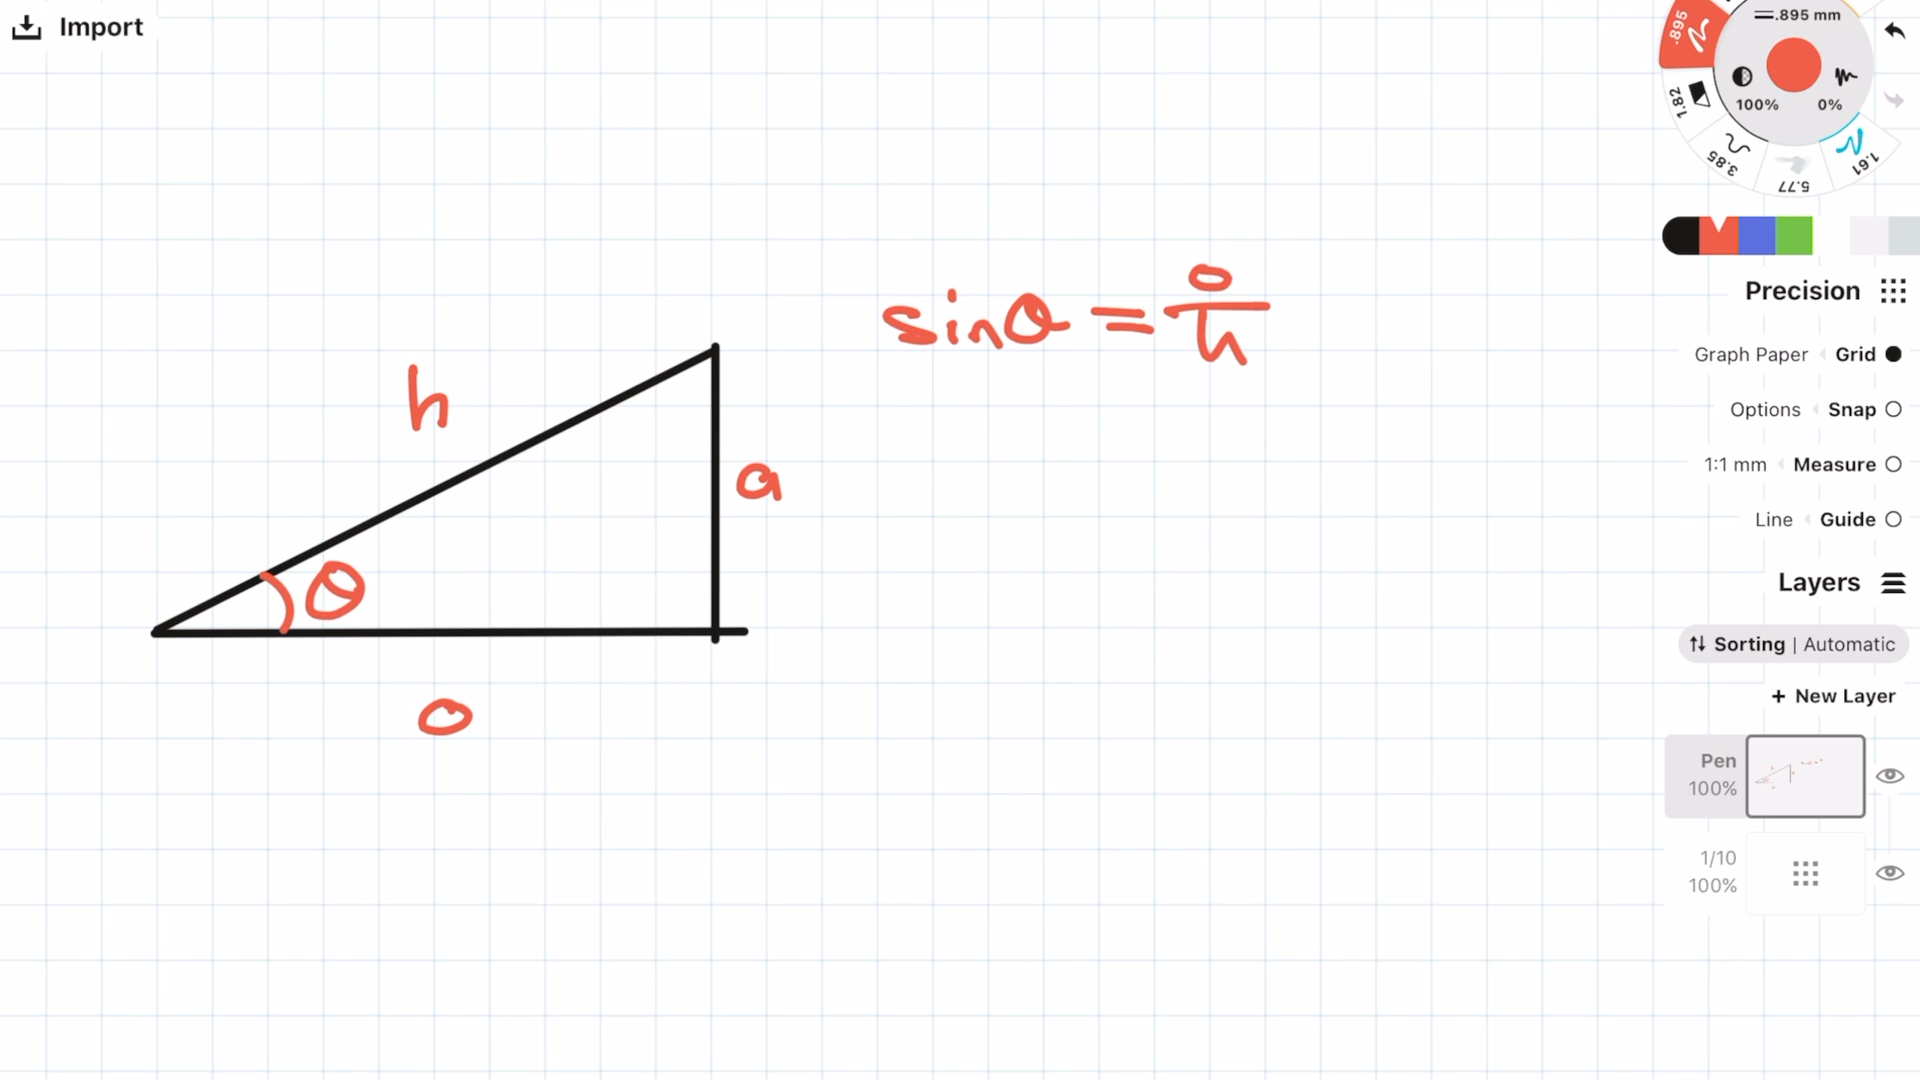 Import
.895 mm
.895
1.82
3.85
5.77
1.61
100%
0%
sinθ = o/h
h
a
θ
o
Precision
Graph Paper Grid
Options Snap
1:1 mm Measure
Line Guide
Layers
Sorting | Automatic
+ New Layer
Pen
100%
1/10
100%